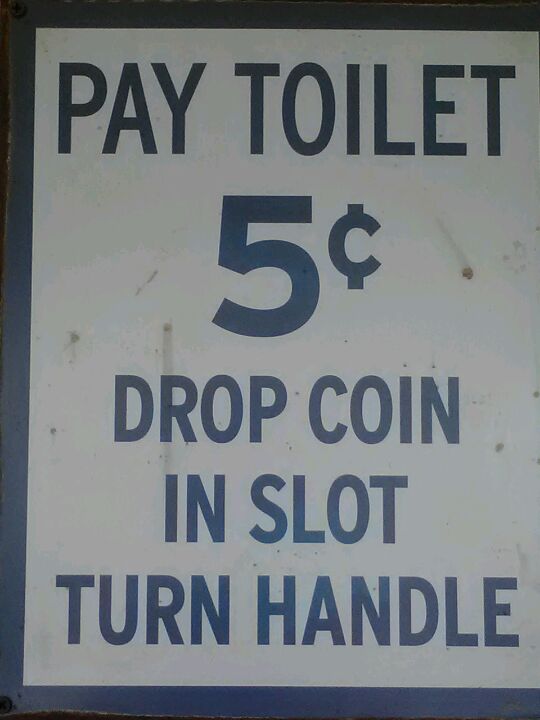 PAY TOILET
5¢
DROP COIN
IN SLOT
TURN HANDLE